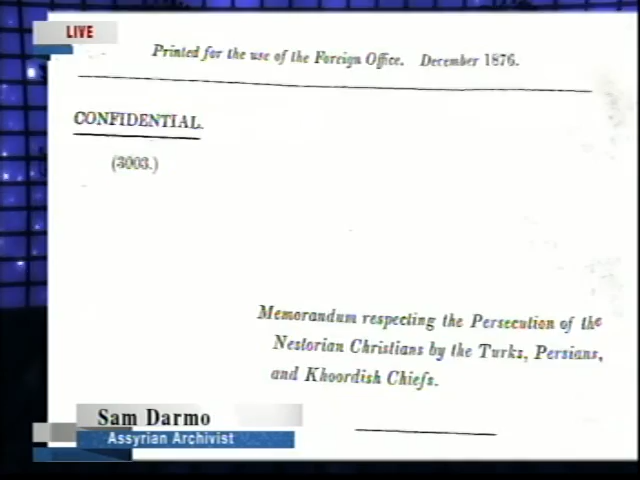 LIVE
Printed for the use of the Foreign Office. December 1876.
CONFIDENTIAL.
(3003.)
Memorandum respecting the Persecution of the
Nestorian Christians by the Turks, Persians,
and Khoordish Chiefs.
Sam Darmo
Assyrian Archivist